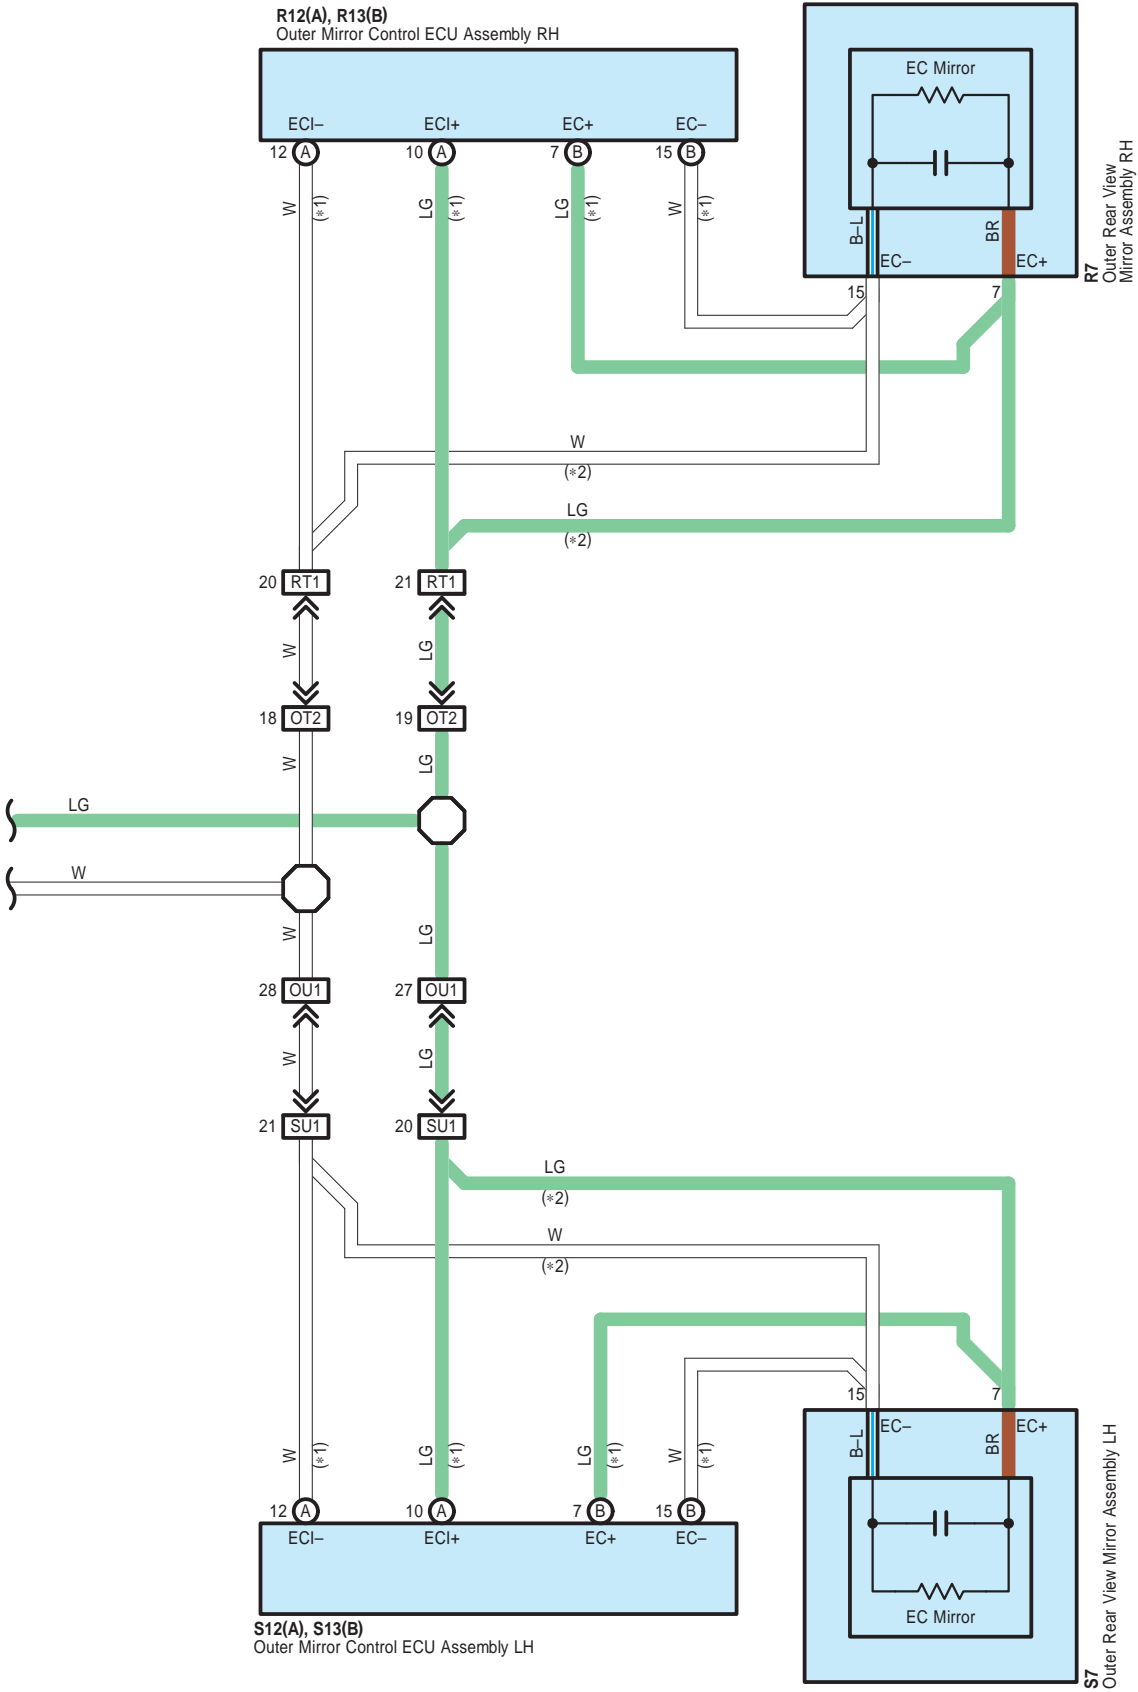 R12(A), R13(B)
Outer Mirror Control ECU Assembly RH
ECI– ECI+ EC+ EC–
12 A 10 A 7 B 15 B
W (∗1) LG (∗1) LG (∗1) W (∗1)
EC Mirror
B–L BR
EC– EC+
15 7
R7
Outer Rear View
Mirror Assembly RH
W
(∗2)
LG
(∗2)
20 RT1 21 RT1
W LG
18 OT2 19 OT2
W LG
LG
W
W LG
28 OU1 27 OU1
W LG
21 SU1 20 SU1
LG
(∗2)
W
(∗2)
15 7
EC– EC+
B–L BR
EC Mirror
S7
Outer Rear View Mirror Assembly LH
W (∗1) LG (∗1) LG (∗1) W (∗1)
12 A 10 A 7 B 15 B
ECI– ECI+ EC+ EC–
S12(A), S13(B)
Outer Mirror Control ECU Assembly LH